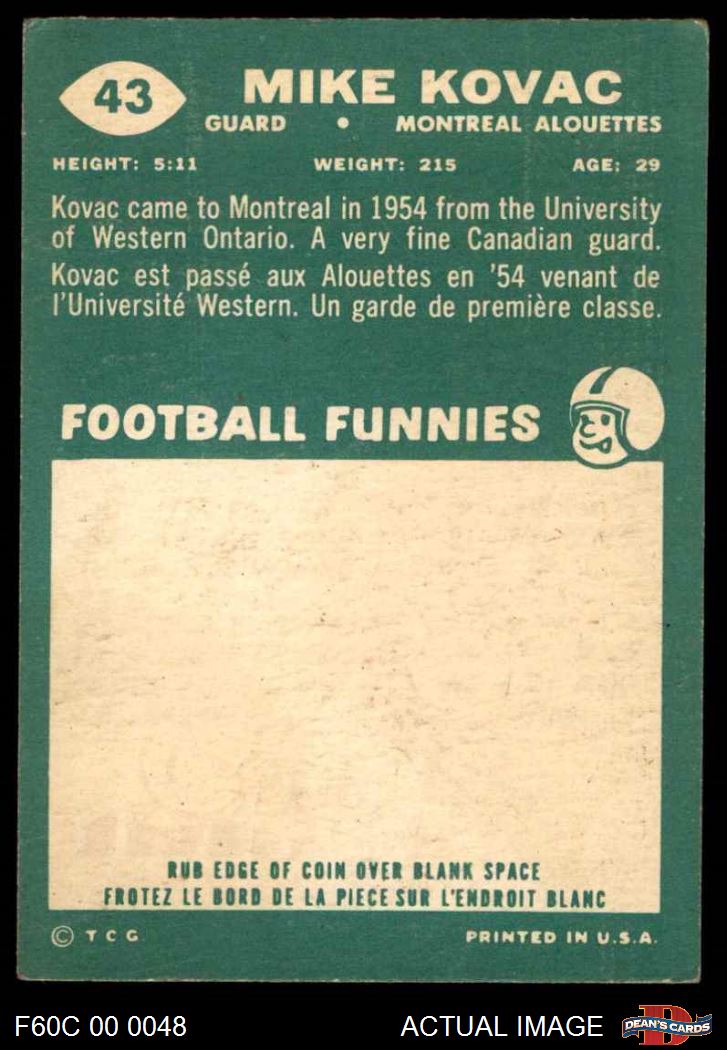 43
MIKE KOVAC
GUARD • MONTREAL ALOUETTES
HEIGHT: 5:11 WEIGHT: 215 AGE: 29
Kovac came to Montreal in 1954 from the University
of Western Ontario. A very fine Canadian guard.
Kovac est passé aux Alouettes en '54 venant de
l'Université Western. Un garde de première classe.
FOOTBALL FUNNIES
RUB EDGE OF COIN OVER BLANK SPACE
FROTEZ LE BORD DE LA PIECE SUR L'ENDROIT BLANC
© T C G PRINTED IN U.S.A.
F60C 00 0048 ACTUAL IMAGE D DEAN'S CARDS